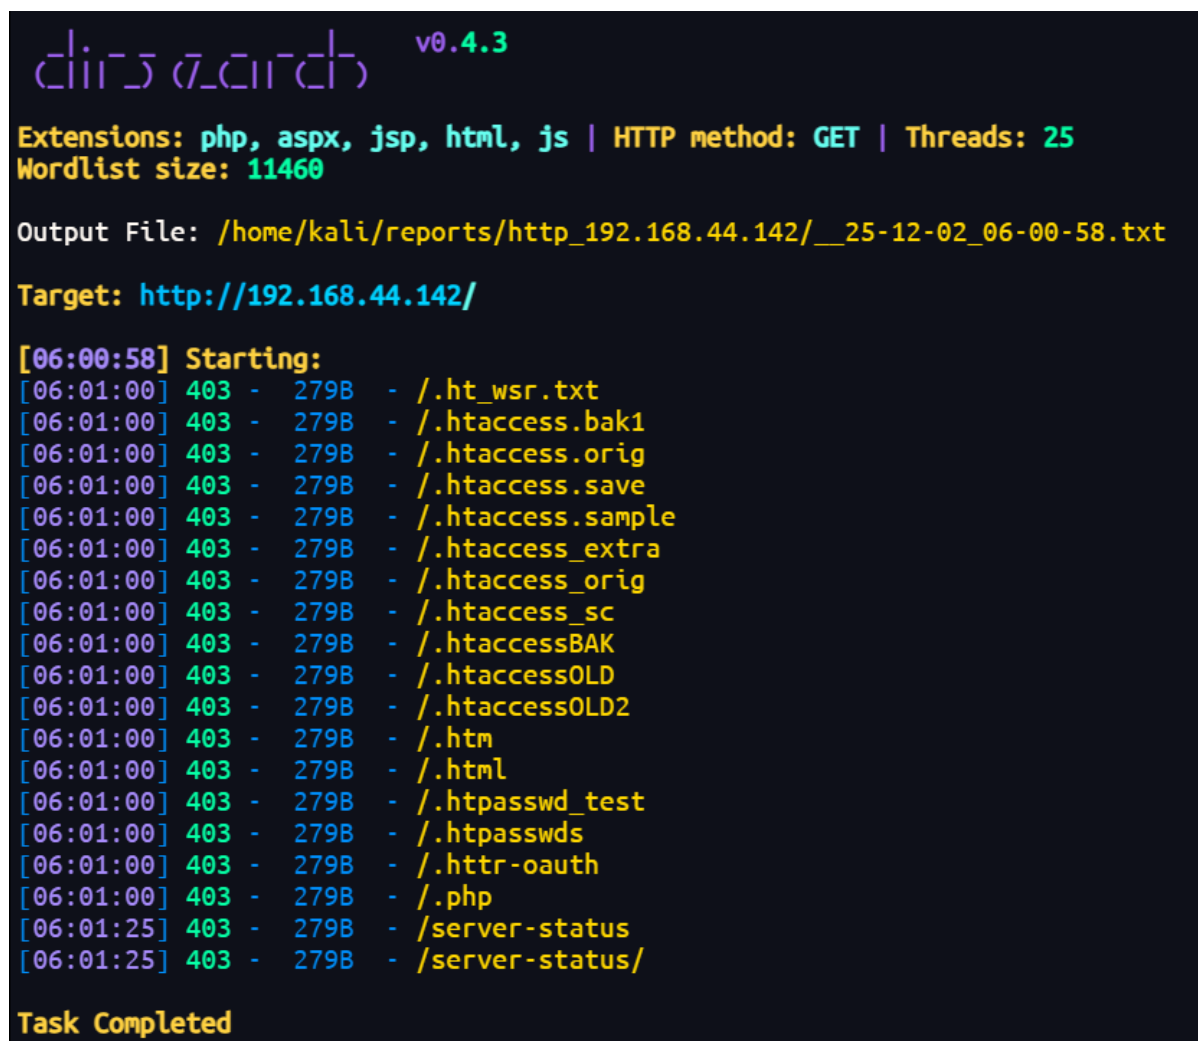 dirsearch v0.4.3
Extensions: php, aspx, jsp, html, js | HTTP method: GET | Threads: 25
Wordlist size: 11460
Output File: /home/kali/reports/http_192.168.44.142/__25-12-02_06-00-58.txt
Target: http://192.168.44.142/
[06:00:58] Starting:
[06:01:00] 403 - 279B - /.ht_wsr.txt
[06:01:00] 403 - 279B - /.htaccess.bak1
[06:01:00] 403 - 279B - /.htaccess.orig
[06:01:00] 403 - 279B - /.htaccess.save
[06:01:00] 403 - 279B - /.htaccess.sample
[06:01:00] 403 - 279B - /.htaccess_extra
[06:01:00] 403 - 279B - /.htaccess_orig
[06:01:00] 403 - 279B - /.htaccess_sc
[06:01:00] 403 - 279B - /.htaccessBAK
[06:01:00] 403 - 279B - /.htaccessOLD
[06:01:00] 403 - 279B - /.htaccessOLD2
[06:01:00] 403 - 279B - /.htm
[06:01:00] 403 - 279B - /.html
[06:01:00] 403 - 279B - /.htpasswd_test
[06:01:00] 403 - 279B - /.htpasswds
[06:01:00] 403 - 279B - /.httr-oauth
[06:01:00] 403 - 279B - /.php
[06:01:25] 403 - 279B - /server-status
[06:01:25] 403 - 279B - /server-status/
Task Completed